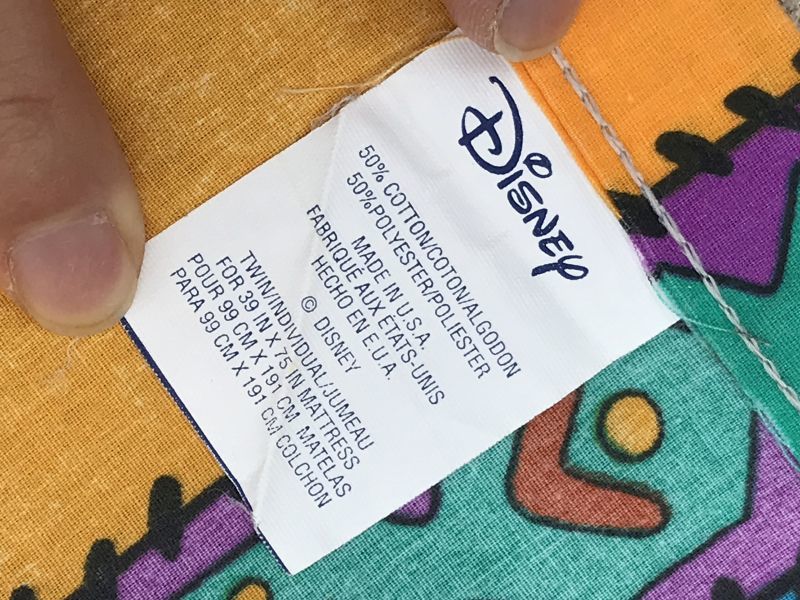 Disney
50% COTTON/COTON/ALGODON
50%POLYESTER/POLIESTER
MADE IN U.S.A.
FABRIQUÉ AUX ETATS-UNIS
HECHO EN E.U.A.
© DISNEY
TWIN/INDIVIDUAL/JUMEAU
FOR 39 IN X 75 IN MATTRESS
POUR 99 CM X 191 CM MATELAS
PARA 99 CM X 191 CM COLCHON